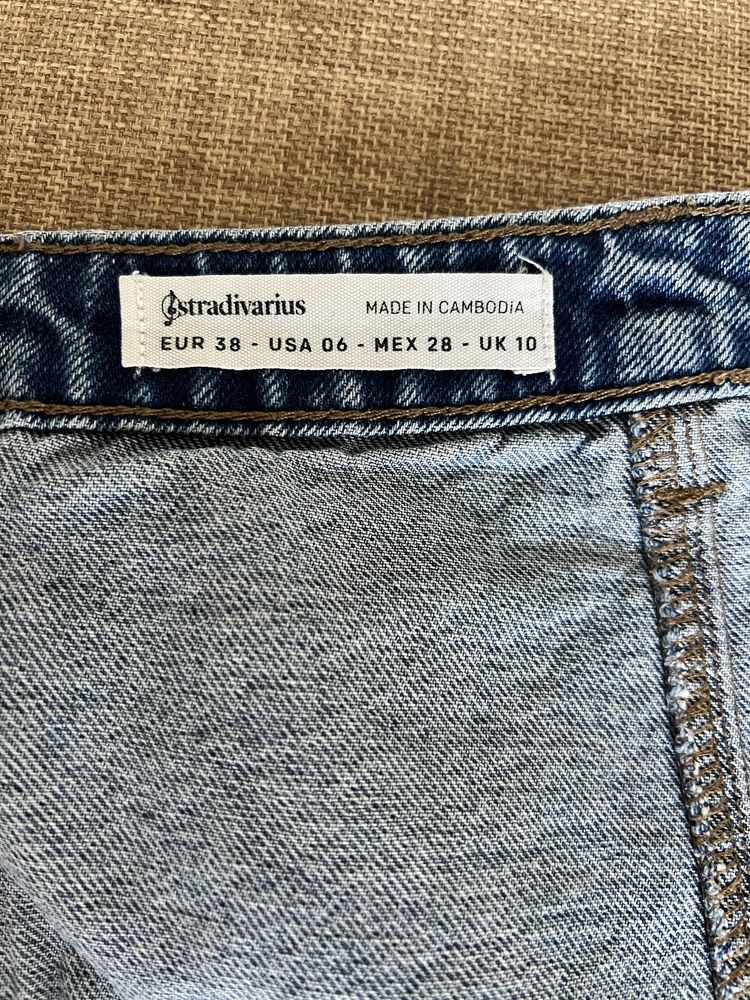 stradivarius MADE IN CAMBODiA
EUR 38 - USA 06 - MEX 28 - UK 10